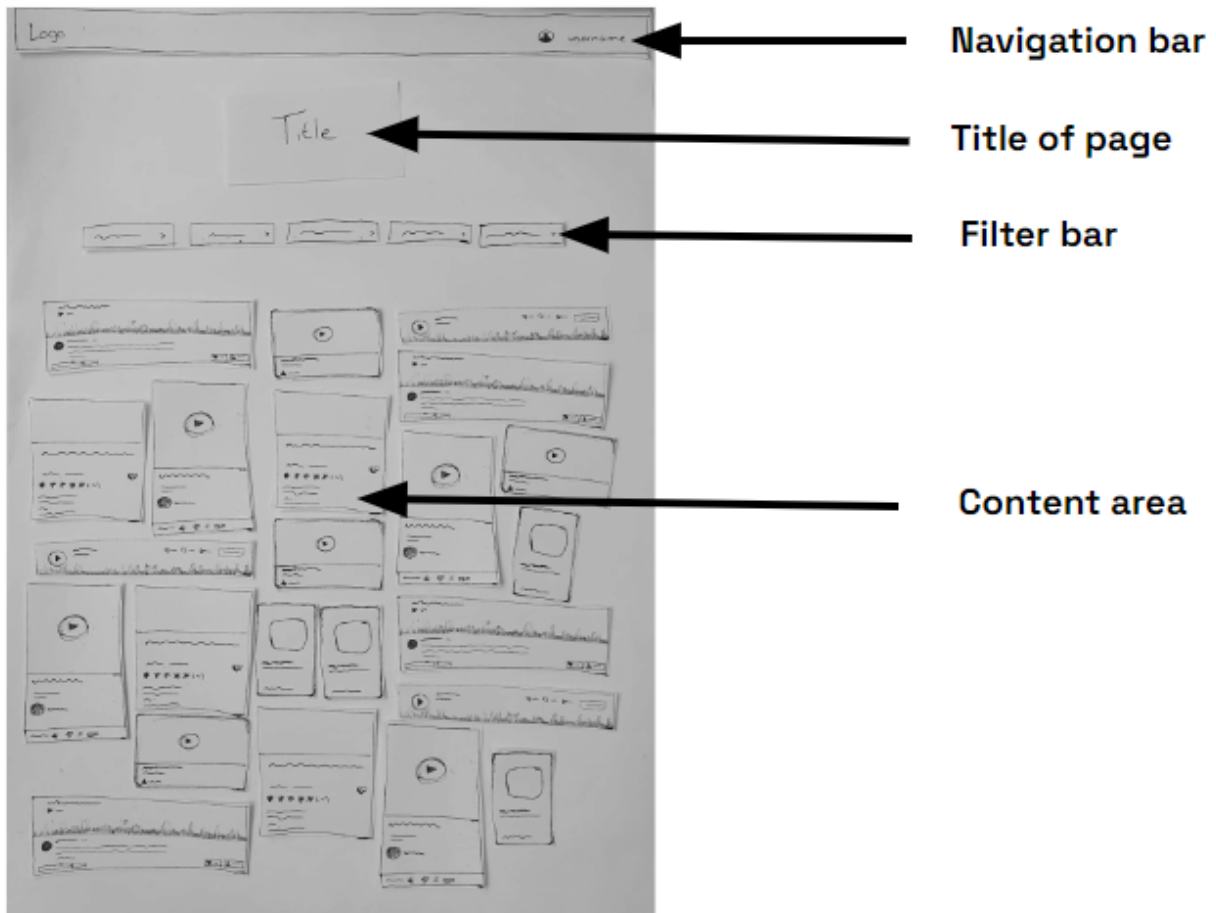 Logo
username
Navigation bar
Title
Title of page
Filter bar
Content area